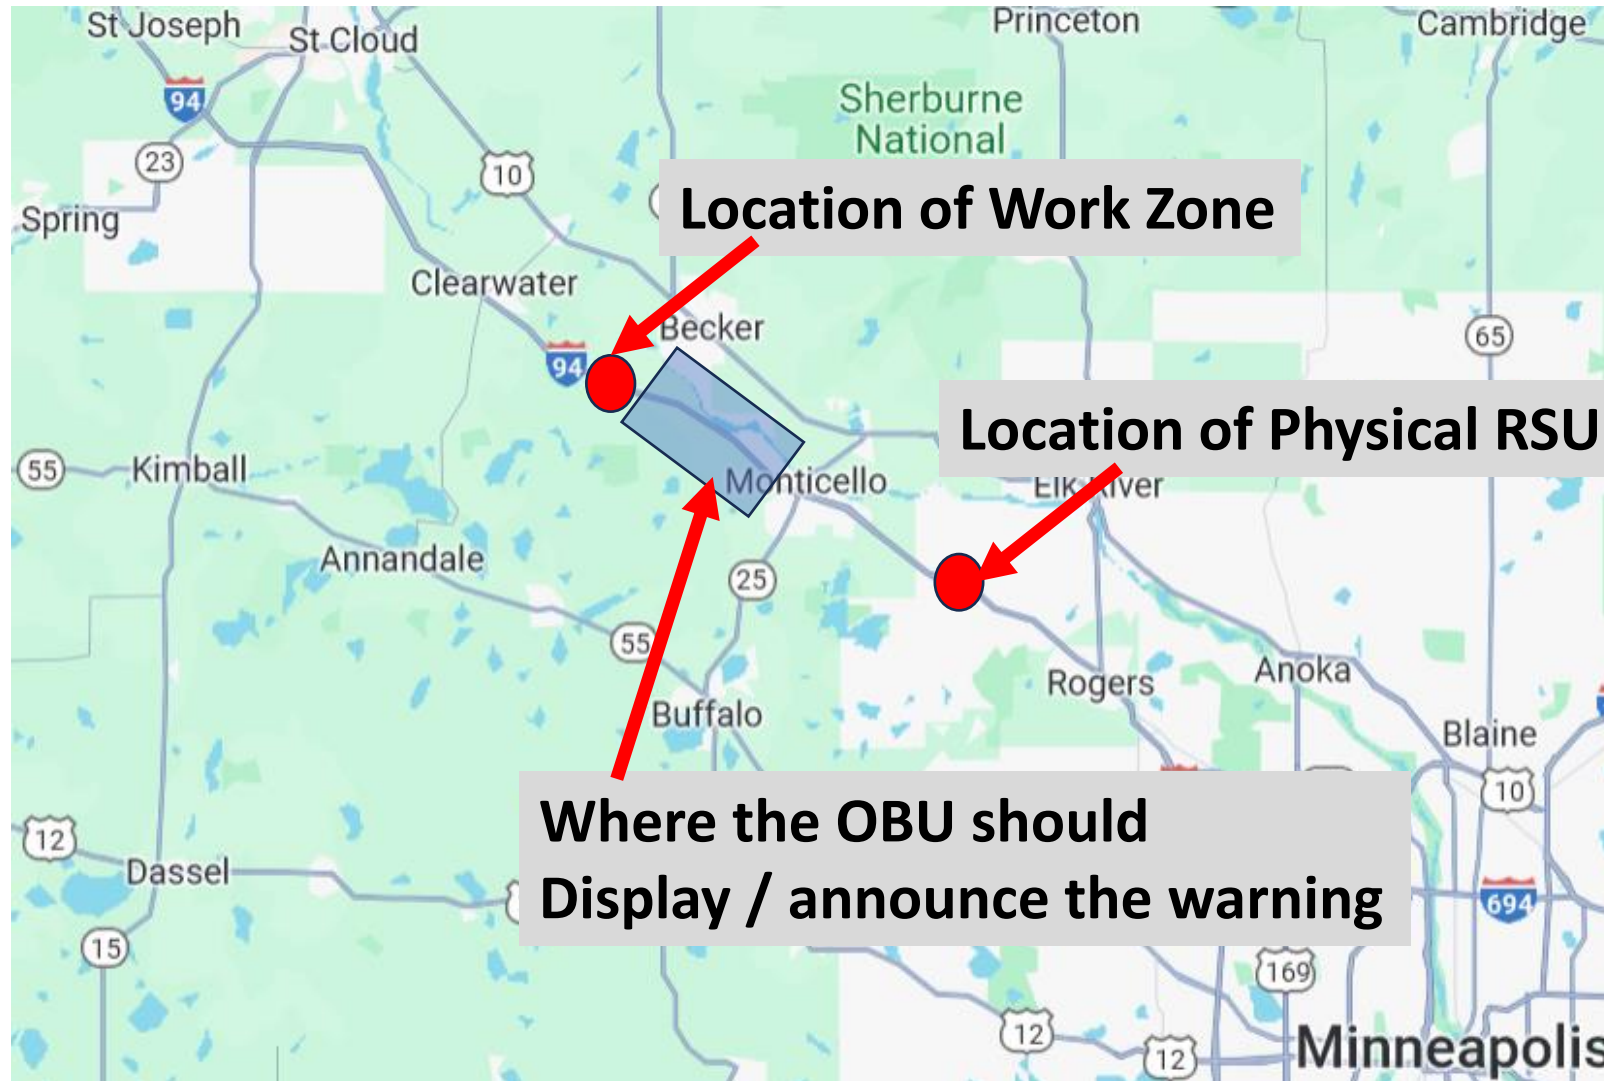 St Joseph
St Cloud
Princeton
Cambridge
94
Sherburne
National
23
10
Location of Work Zone
Spring
Clearwater
Becker
65
94
Location of Physical RSU
55
Kimball
Monticello
Elk River
Annandale
25
55
Rogers
Anoka
Buffalo
Blaine
10
Where the OBU should
Display / announce the warning
12
Dassel
694
15
169
12
12
Minneapolis